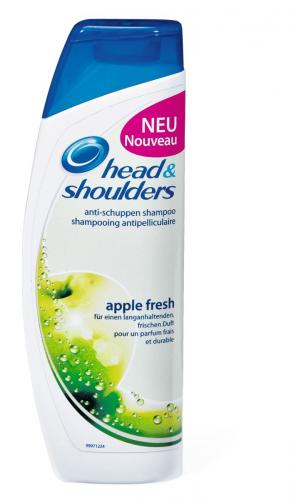 NEU
Nouveau
head&
shoulders
anti-schuppen shampoo
shampooing antipelliculaire
apple fresh
für einen langanhaltenden,
frischen Duft
pour un parfum frais
et durable
99971224